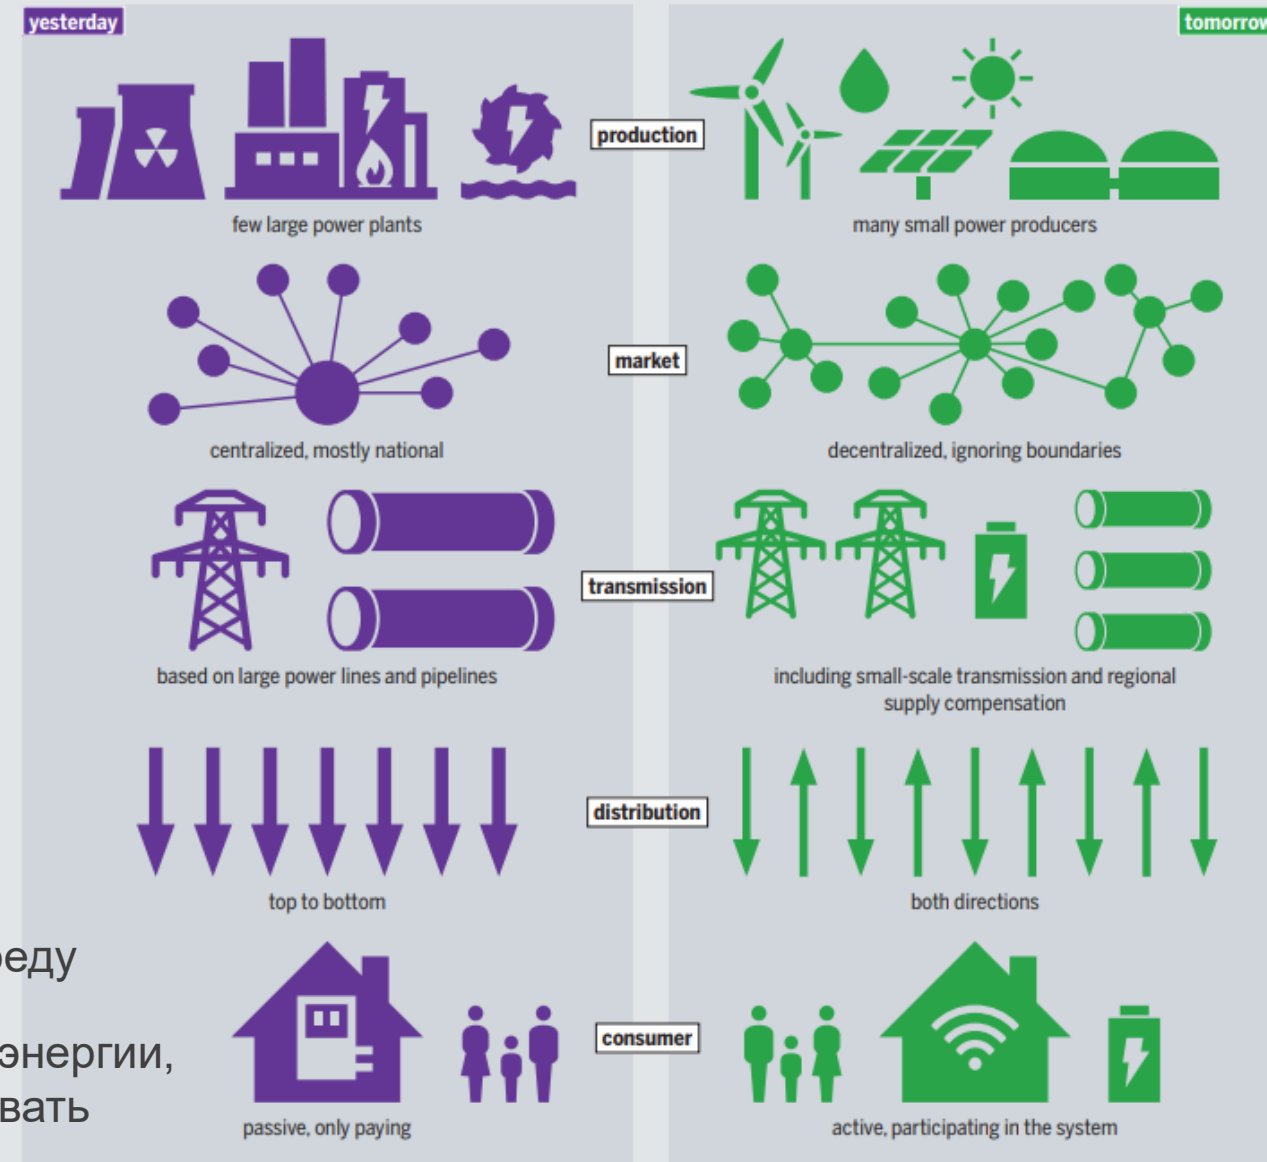 yesterday
tomorrow
production
few large power plants
many small power producers
market
centralized, mostly national
decentralized, ignoring boundaries
transmission
based on large power lines and pipelines
including small-scale transmission and regional
supply compensation
distribution
top to bottom
both directions
энергии,
consumer
passive, only paying
active, participating in the system